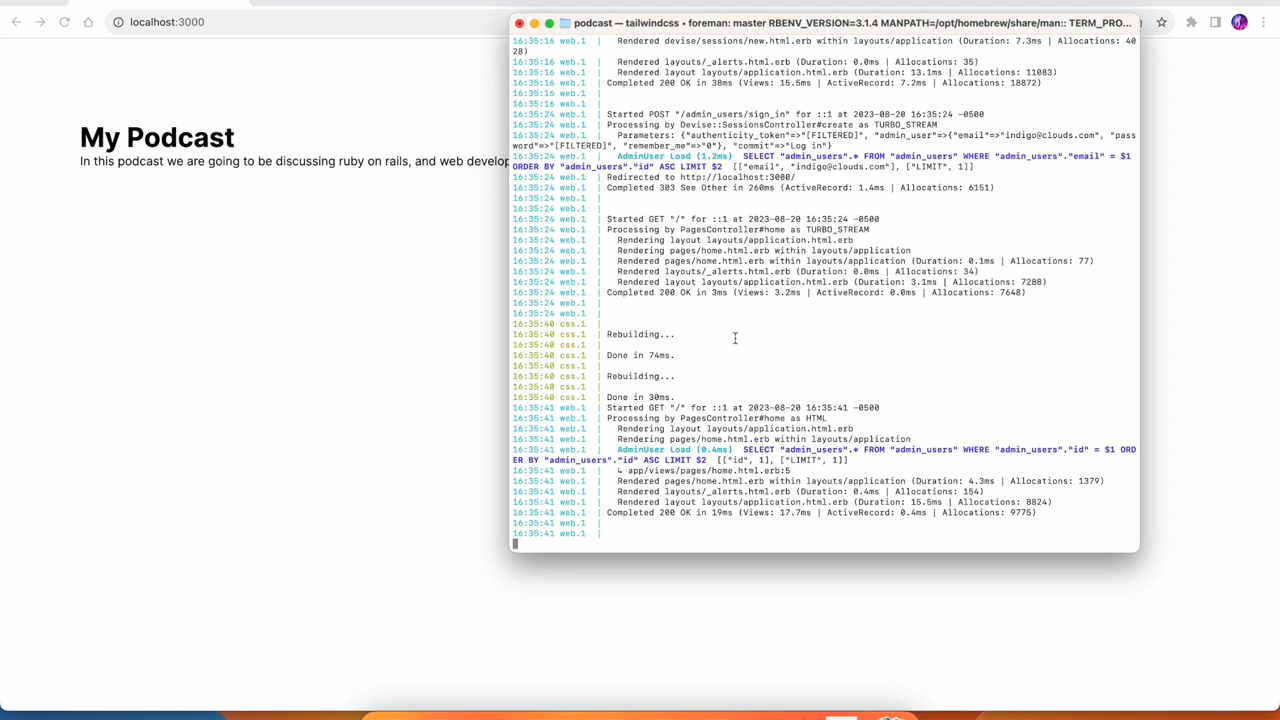 localhost:3000
podcast — tailwindcss • foreman: master RBENV_VERSION=3.1.4 MANPATH=/opt/homebrew/share/man:: TERM_PRO...
My Podcast
In this podcast we are going to be discussing ruby on rails, and web develop
16:35:16 web.1 | Rendered devise/sessions/new.html.erb within layouts/application (Duration: 7.3ms | Allocations: 40
28)
16:35:16 web.1 | Rendered layouts/_alerts.html.erb (Duration: 0.0ms | Allocations: 35)
16:35:16 web.1 | Rendered layout layouts/application.html.erb (Duration: 13.1ms | Allocations: 11083)
16:35:16 web.1 | Completed 200 OK in 38ms (Views: 15.5ms | ActiveRecord: 7.2ms | Allocations: 18872)
16:35:16 web.1 |
16:35:16 web.1 |
16:35:24 web.1 | Started POST "/admin_users/sign_in" for ::1 at 2023-08-20 16:35:24 -0500
16:35:24 web.1 | Processing by Devise::SessionsController#create as TURBO_STREAM
16:35:24 web.1 | Parameters: {"authenticity_token"=>"[FILTERED]", "admin_user"=>{"email"=>"indigo@clouds.com", "pass
word"=>"[FILTERED]", "remember_me"=>"0"}, "commit"=>"Log in"}
16:35:24 web.1 | AdminUser Load (1.2ms) SELECT "admin_users".* FROM "admin_users" WHERE "admin_users"."email" = $1
ORDER BY "admin_users"."id" ASC LIMIT $2 [["email", "indigo@clouds.com"], ["LIMIT", 1]]
16:35:24 web.1 | Redirected to http://localhost:3000/
16:35:24 web.1 | Completed 303 See Other in 260ms (ActiveRecord: 1.4ms | Allocations: 6151)
16:35:24 web.1 |
16:35:24 web.1 |
16:35:24 web.1 | Started GET "/" for ::1 at 2023-08-20 16:35:24 -0500
16:35:24 web.1 | Processing by PagesController#home as TURBO_STREAM
16:35:24 web.1 | Rendering layout layouts/application.html.erb
16:35:24 web.1 | Rendering pages/home.html.erb within layouts/application
16:35:24 web.1 | Rendered pages/home.html.erb within layouts/application (Duration: 0.1ms | Allocations: 77)
16:35:24 web.1 | Rendered layouts/_alerts.html.erb (Duration: 0.0ms | Allocations: 34)
16:35:24 web.1 | Rendered layout layouts/application.html.erb (Duration: 3.1ms | Allocations: 7288)
16:35:24 web.1 | Completed 200 OK in 3ms (Views: 3.2ms | ActiveRecord: 0.0ms | Allocations: 7648)
16:35:24 web.1 |
16:35:24 web.1 |
16:35:40 css.1 |
16:35:40 css.1 | Rebuilding...
16:35:40 css.1 |
16:35:40 css.1 | Done in 74ms.
16:35:40 css.1 |
16:35:40 css.1 | Rebuilding...
16:35:40 css.1 |
16:35:40 css.1 | Done in 30ms.
16:35:41 web.1 | Started GET "/" for ::1 at 2023-08-20 16:35:41 -0500
16:35:41 web.1 | Processing by PagesController#home as HTML
16:35:41 web.1 | Rendering layout layouts/application.html.erb
16:35:41 web.1 | Rendering pages/home.html.erb within layouts/application
16:35:41 web.1 | AdminUser Load (0.4ms) SELECT "admin_users".* FROM "admin_users" WHERE "admin_users"."id" = $1 ORD
ER BY "admin_users"."id" ASC LIMIT $2 [["id", 1], ["LIMIT", 1]]
16:35:41 web.1 | ↳ app/views/pages/home.html.erb:5
16:35:41 web.1 | Rendered pages/home.html.erb within layouts/application (Duration: 4.3ms | Allocations: 1379)
16:35:41 web.1 | Rendered layouts/_alerts.html.erb (Duration: 0.4ms | Allocations: 154)
16:35:41 web.1 | Rendered layout layouts/application.html.erb (Duration: 15.5ms | Allocations: 8824)
16:35:41 web.1 | Completed 200 OK in 19ms (Views: 17.7ms | ActiveRecord: 0.4ms | Allocations: 9775)
16:35:41 web.1 |
16:35:41 web.1 |